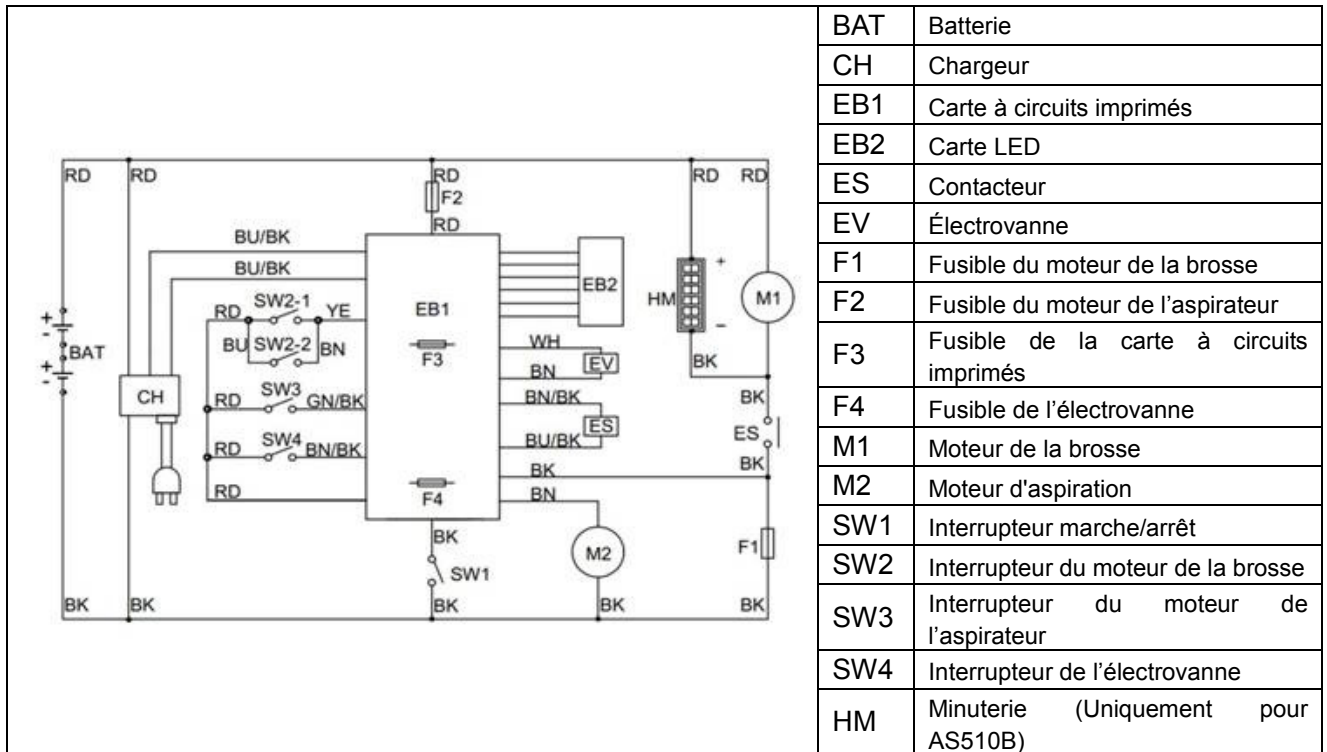 RD RD RD RD RD
F2
RD
BU/BK
BU/BK
SW2-1
RD YE
EB1
EB2
HM
+
−
M1
BU SW2-2 BN
F3
WH
EV
BN
BK
+
-
BAT
+
-
CH
SW3
RD GN/BK
BN/BK
ES
BU/BK
BK
ES
SW4
RD BN/BK
BK
BK
RD
F4
BN
BK
SW1
M2
F1
BK BK BK BK BK
BAT Batterie
CH Chargeur
EB1 Carte à circuits imprimés
EB2 Carte LED
ES Contacteur
EV Électrovanne
F1 Fusible du moteur de la brosse
F2 Fusible du moteur de l’aspirateur
F3 Fusible de la carte à circuits
imprimés
F4 Fusible de l’électrovanne
M1 Moteur de la brosse
M2 Moteur d'aspiration
SW1 Interrupteur marche/arrêt
SW2 Interrupteur du moteur de la brosse
SW3 Interrupteur du moteur de
l’aspirateur
SW4 Interrupteur de l’électrovanne
HM Minuterie (Uniquement pour
AS510B)